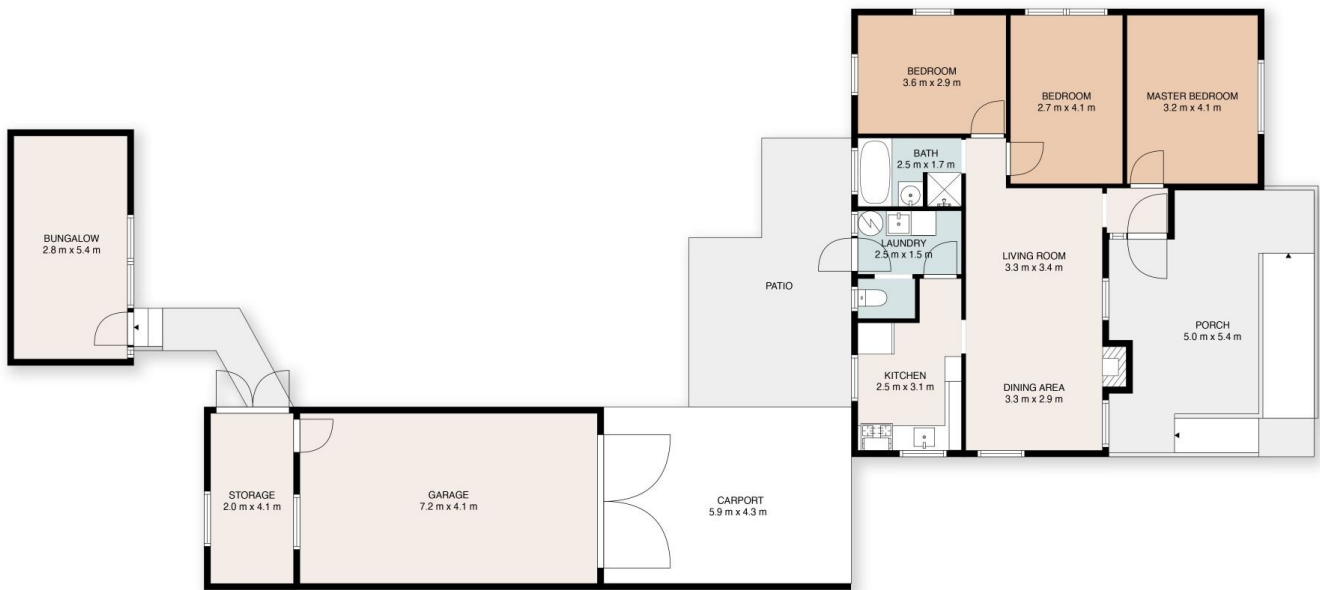 BEDROOM
3.6 m x 2.9 m
BEDROOM
2.7 m x 4.1 m
MASTER BEDROOM
3.2 m x 4.1 m
BATH
2.5 m x 1.7 m
BUNGALOW
2.8 m x 5.4 m
LAUNDRY
2.5 m x 1.5 m
LIVING ROOM
3.3 m x 3.4 m
PATIO
PORCH
5.0 m x 5.4 m
KITCHEN
2.5 m x 3.1 m
DINING AREA
3.3 m x 2.9 m
STORAGE
2.0 m x 4.1 m
GARAGE
7.2 m x 4.1 m
CARPORT
5.9 m x 4.3 m